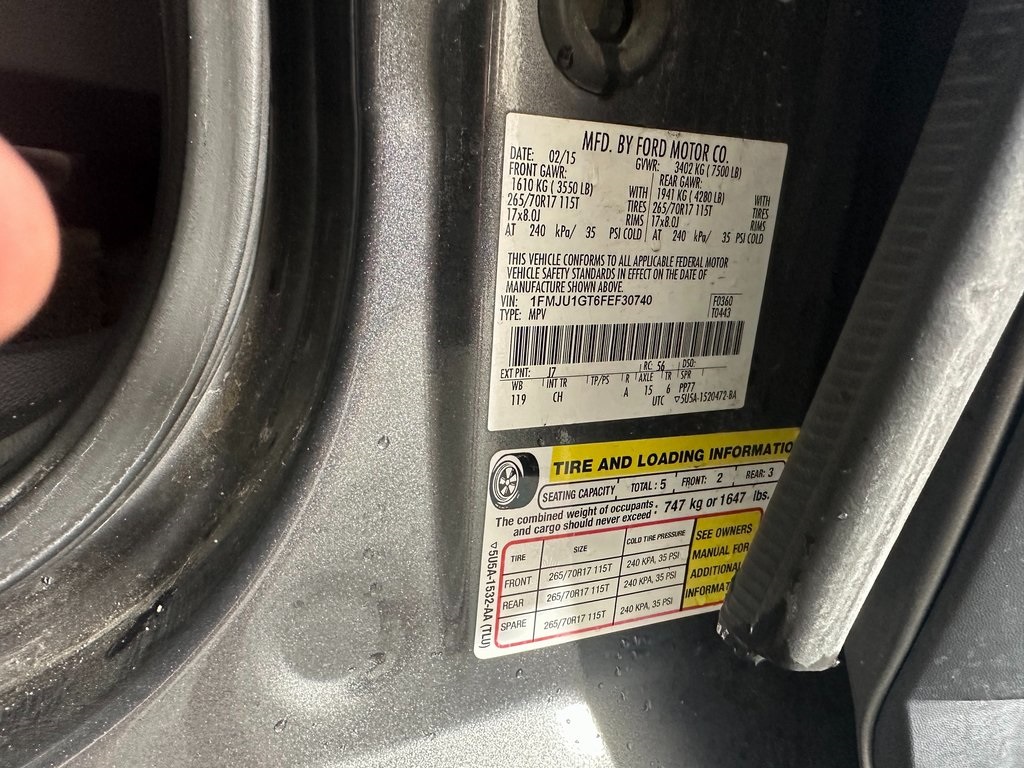 MFD. BY FORD MOTOR CO.
DATE: 02/15 GVWR: 3402 KG (7500 LB)
FRONT GAWR: REAR GAWR:
1610 KG (3550 LB) WITH 1941 KG (4280 LB) WITH
265/70R17 115T TIRES 265/70R17 115T TIRES
17x8.0J RIMS 17x8.0J RIMS
AT 240 kPa/ 35 PSI COLD AT 240 kPa/ 35 PSI COLD
THIS VEHICLE CONFORMS TO ALL APPLICABLE FEDERAL MOTOR
VEHICLE SAFETY STANDARDS IN EFFECT ON THE DATE OF
MANUFACTURE SHOWN ABOVE.
VIN: 1FMJU1GT6FEF30740 F0360
TYPE: MPV T0443
EXT PNT: J7 RC: 56 DSO:
WB INT TR TP/PS R AXLE TR SPR
119 CH A 15 6 PP77
UTC ▽5U5A-1520472-BA
TIRE AND LOADING INFORMATIO
SEATING CAPACITY TOTAL: 5 FRONT: 2 REAR: 3
The combined weight of occupants
and cargo should never exceed: 747 kg or 1647 lbs.
TIRE SIZE COLD TIRE PRESSURE
FRONT 265/70R17 115T 240 KPA, 35 PSI
REAR 265/70R17 115T 240 KPA, 35 PSI
SPARE 265/70R17 115T 240 KPA, 35 PSI
SEE OWNERS
MANUAL FOR
ADDITIONAL
INFORMAT
▽5U5A-1532-AA (TLU)